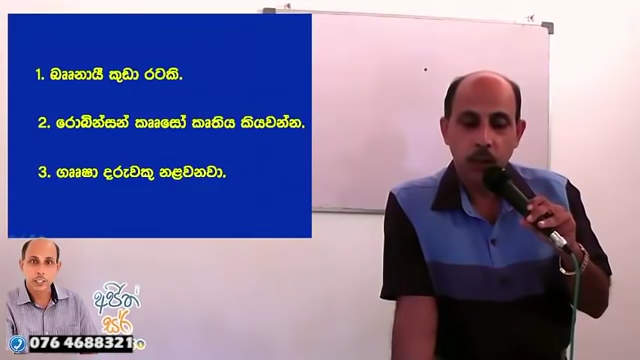 1. බෲනායී කුඩා රටකි.
2. රොබින්සන් කෲසෝ කෘතිය කියවන්න.
3. ගෲෂා දරුවකු නළවනවා.
අජිත්
සර්
076 4688321